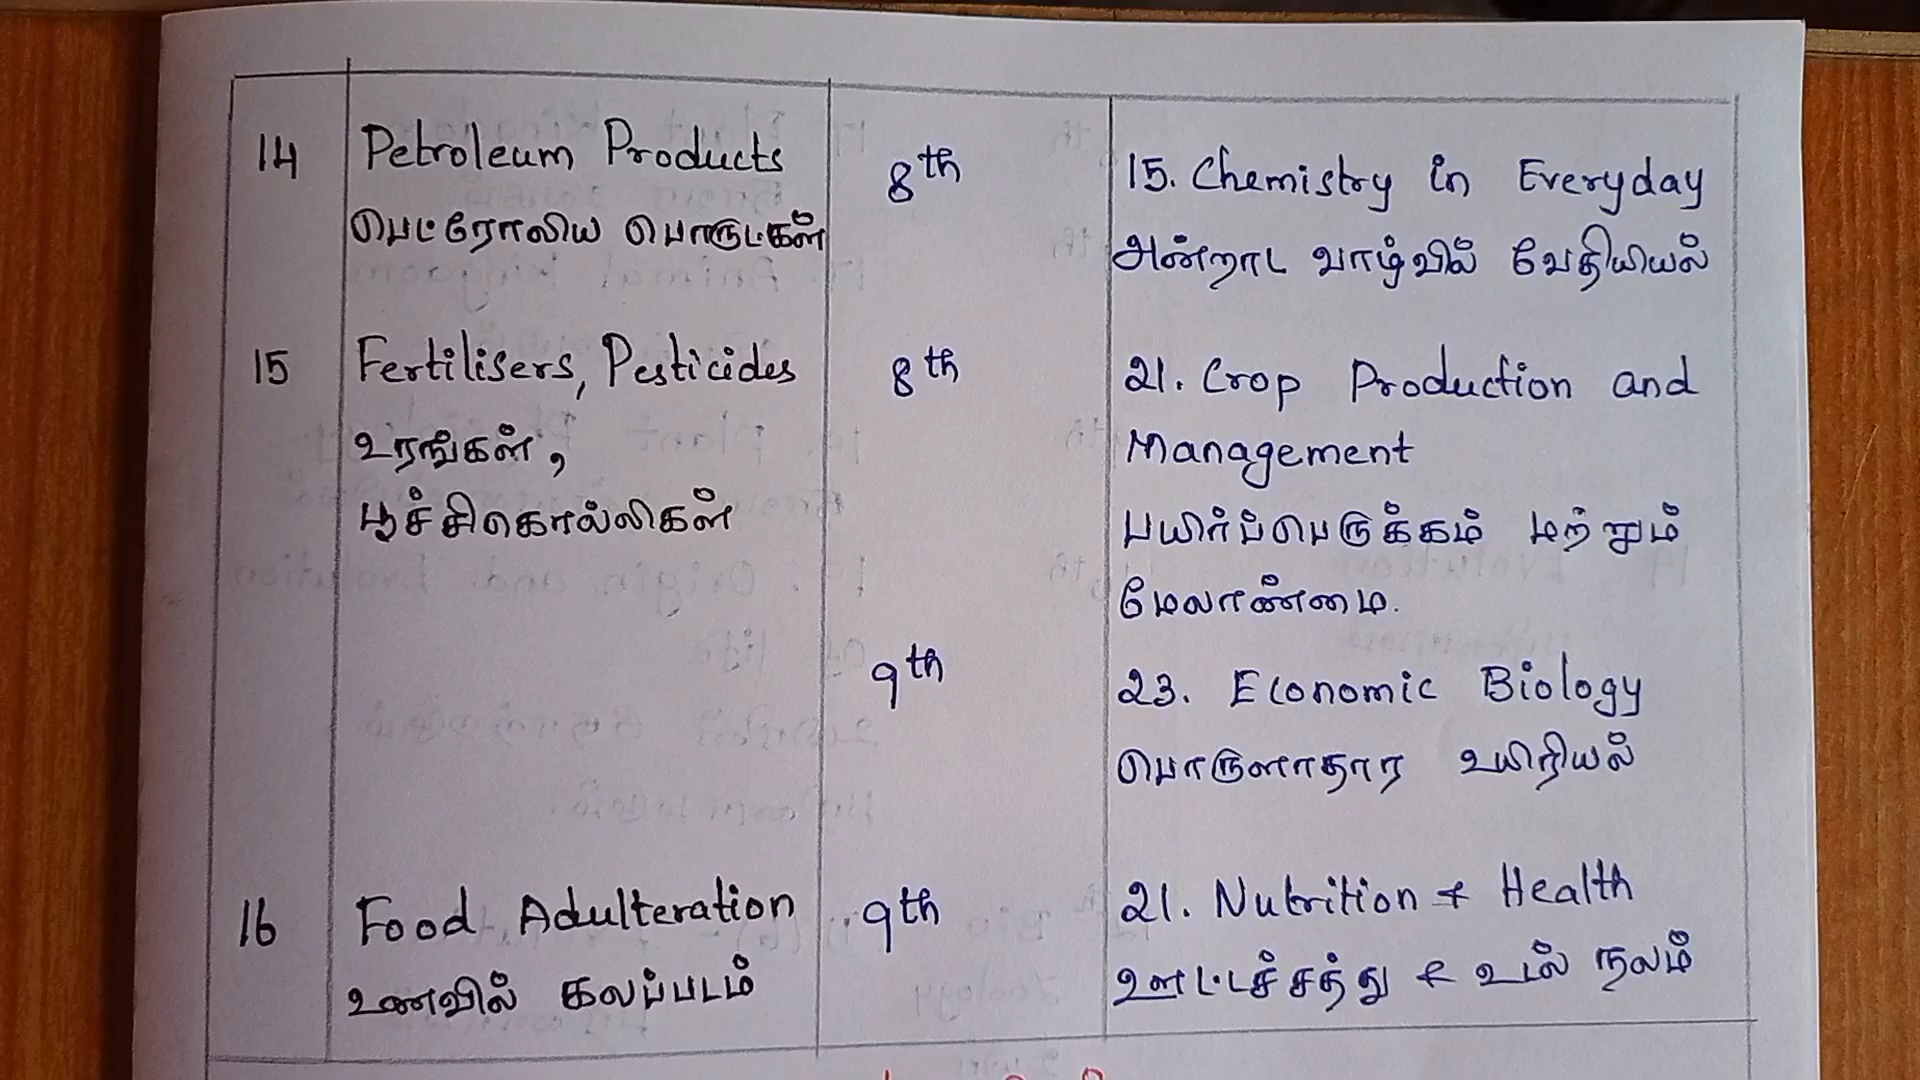 14 Petroleum Products 8th 15. Chemistry in Everyday
பெட்ரோலிய பொருட்கள் அன்றாட வாழ்வில் வேதியியல்
15 Fertilisers, Pesticides 8th 21. Crop Production and
உரங்கள், Management
பூச்சிகொல்லிகள் பயிர்ப்பெருக்கம் மற்றும்
மேலாண்மை.
9th 23. Economic Biology
பொருளாதார உயிரியல்
16 Food Adulteration 9th 21. Nutrition & Health
உணவில் கலப்படம் ஊட்டச்சத்து & உடல் நலம்